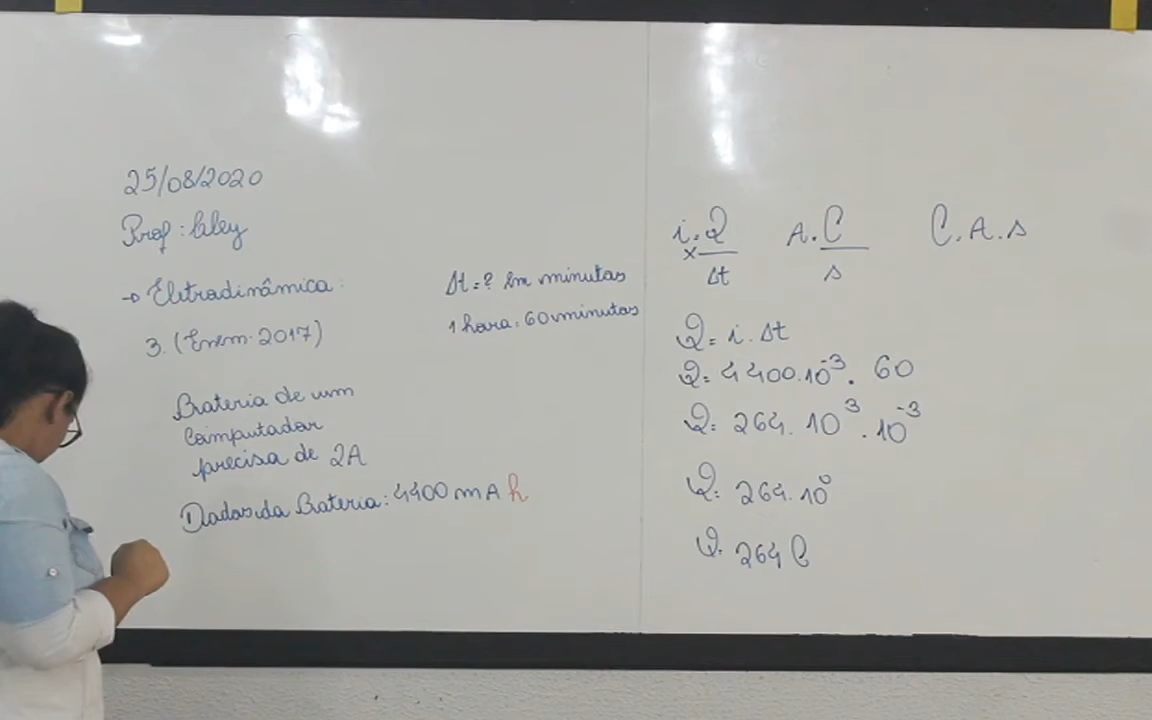 25/08/2020
Prof: Cley
→ Eletrodinâmica:
3. (Enem-2017)
Bateria de um
Computador
precisa de 2A
Dados da Bateria: 4400 mA h
Δt = ? Em minutos
1 hora = 60 minutos
i = Q / Δt
A = C / s
C = A . s
Q = i . Δt
Q = 4400.10⁻³ . 60
Q = 264 . 10³ . 10⁻³
Q = 264 . 10⁰
Q = 264 C